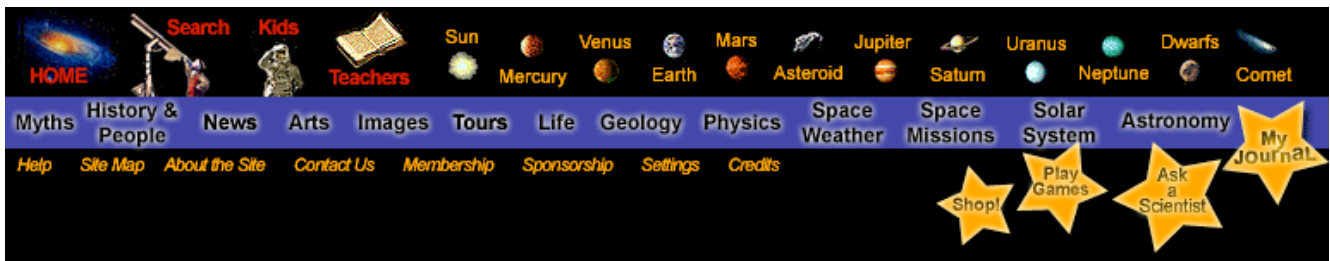 HOME
Search
Kids
Teachers
Sun
Mercury
Venus
Earth
Mars
Asteroid
Jupiter
Saturn
Uranus
Neptune
Dwarfs
Comet
Myths
History &
People
News
Arts
Images
Tours
Life
Geology
Physics
Space
Weather
Space
Missions
Solar
System
Astronomy
My
Journal
Help
Site Map
About the Site
Contact Us
Membership
Sponsorship
Settings
Credits
Shop!
Play
Games
Ask
a
Scientist